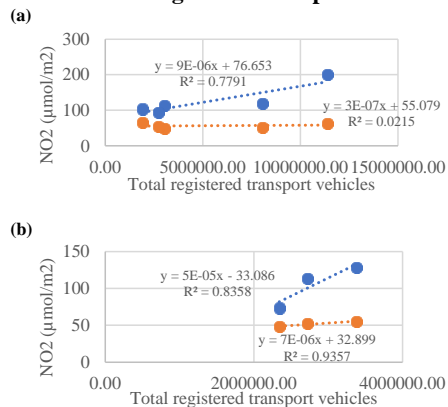 (a)
300
200
100
0
NO2 (µmol/m2)
y = 9E-06x + 76.653
R² = 0.7791
y = 3E-07x + 55.079
R² = 0.0215
0.00 5000000.00 10000000.00 15000000.00
Total registered transport vehicles
(b)
150
100
50
0
NO2 (µmol/m2)
y = 5E-05x - 33.086
R² = 0.8358
y = 7E-06x + 32.899
R² = 0.9357
0.00 2000000.00 4000000.00
Total registered transport vehicles